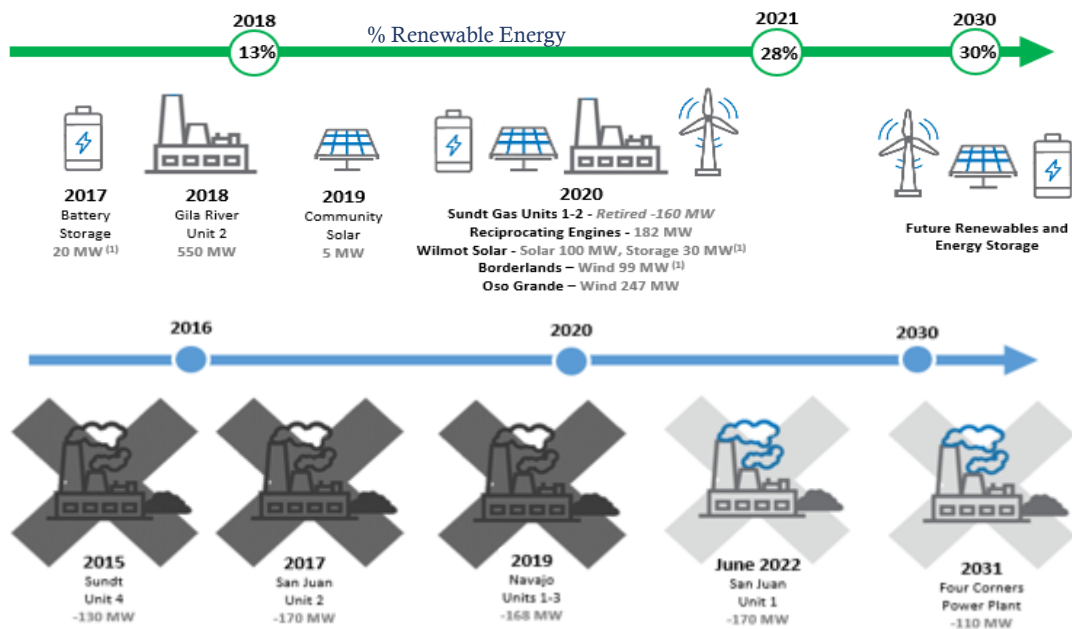 2018
2021
2030
% Renewable Energy
13%
28%
30%
2017
Battery
Storage
20 MW (1)
2018
Gila River
Unit 2
550 MW
2019
Community
Solar
5 MW
2020
Sundt Gas Units 1-2 - Retired -160 MW
Reciprocating Engines - 182 MW
Wilmot Solar - Solar 100 MW, Storage 30 MW(1)
Borderlands – Wind 99 MW (1)
Oso Grande – Wind 247 MW
Future Renewables and
Energy Storage
2016
2020
2030
2015
Sundt
Unit 4
-130 MW
2017
San Juan
Unit 2
-170 MW
2019
Navajo
Units 1-3
-168 MW
June 2022
San Juan
Unit 1
-170 MW
2031
Four Corners
Power Plant
-110 MW